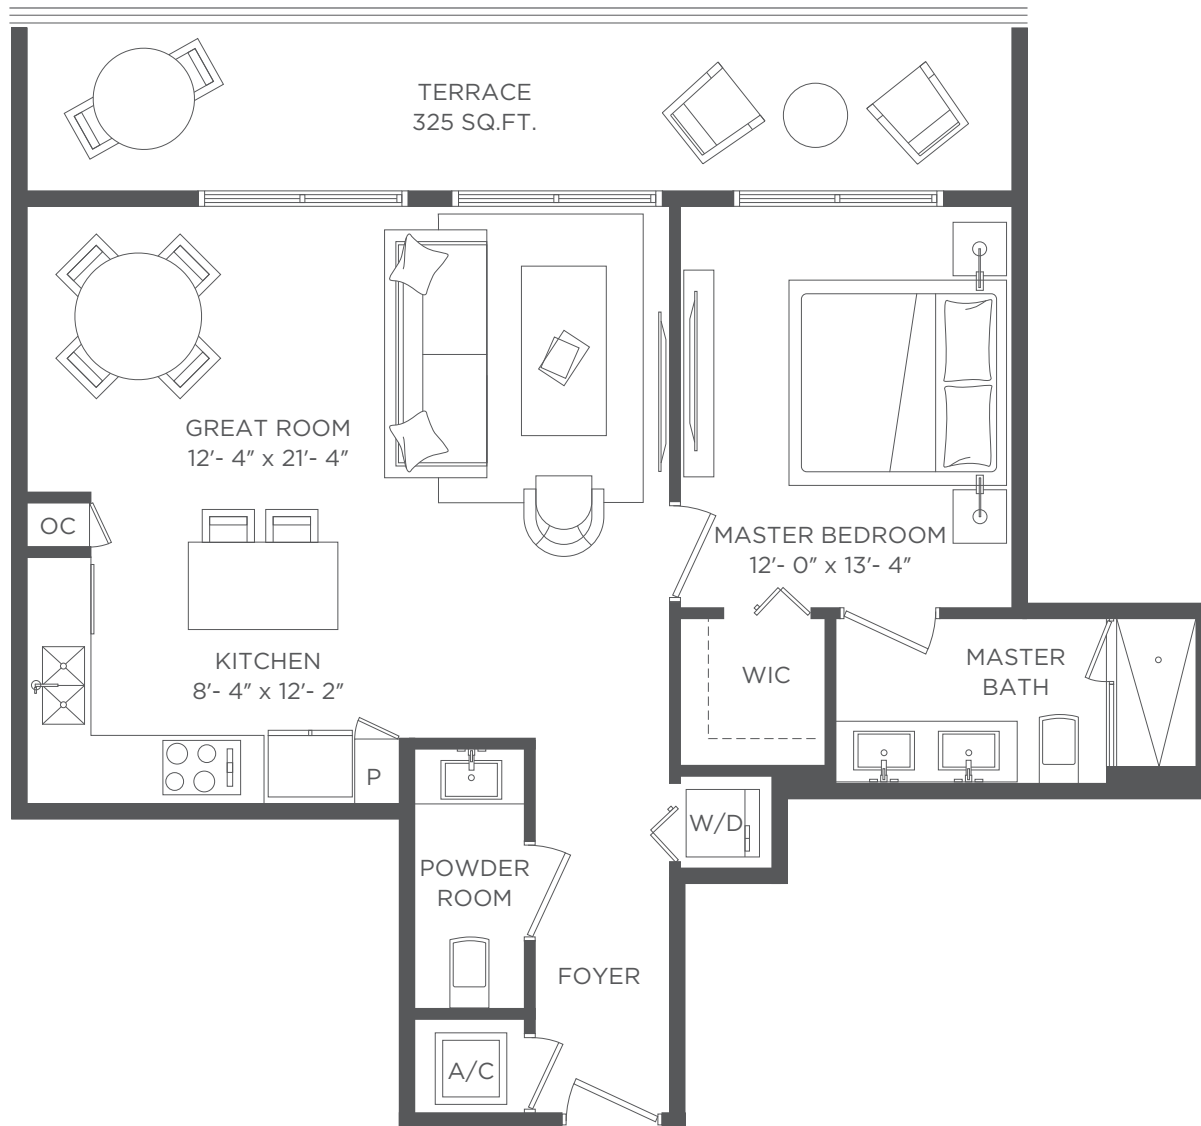 TERRACE
325 SQ.FT.
GREAT ROOM
12'- 4" x 21'- 4"
OC
MASTER BEDROOM
12'- 0" x 13'- 4"
KITCHEN
8'- 4" x 12'- 2"
WIC
MASTER
BATH
P
W/D
POWDER
ROOM
FOYER
A/C